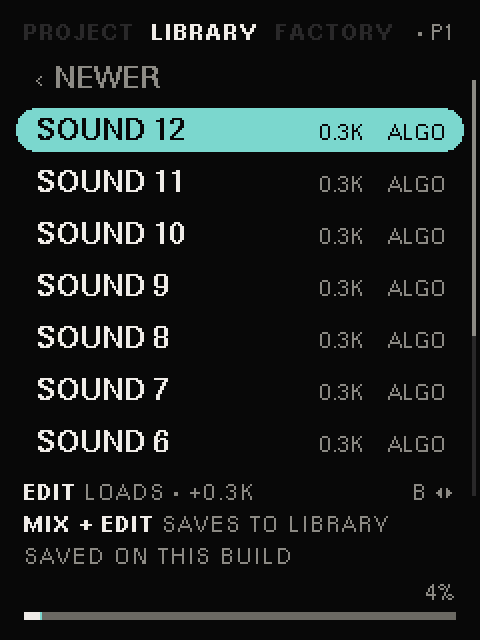 PROJECT LIBRARY FACTORY · P1
‹ NEWER
SOUND 12 0.3K ALGO
SOUND 11 0.3K ALGO
SOUND 10 0.3K ALGO
SOUND 9 0.3K ALGO
SOUND 8 0.3K ALGO
SOUND 7 0.3K ALGO
SOUND 6 0.3K ALGO
EDIT LOADS · +0.3K B ◂▸
MIX + EDIT SAVES TO LIBRARY
SAVED ON THIS BUILD
4%